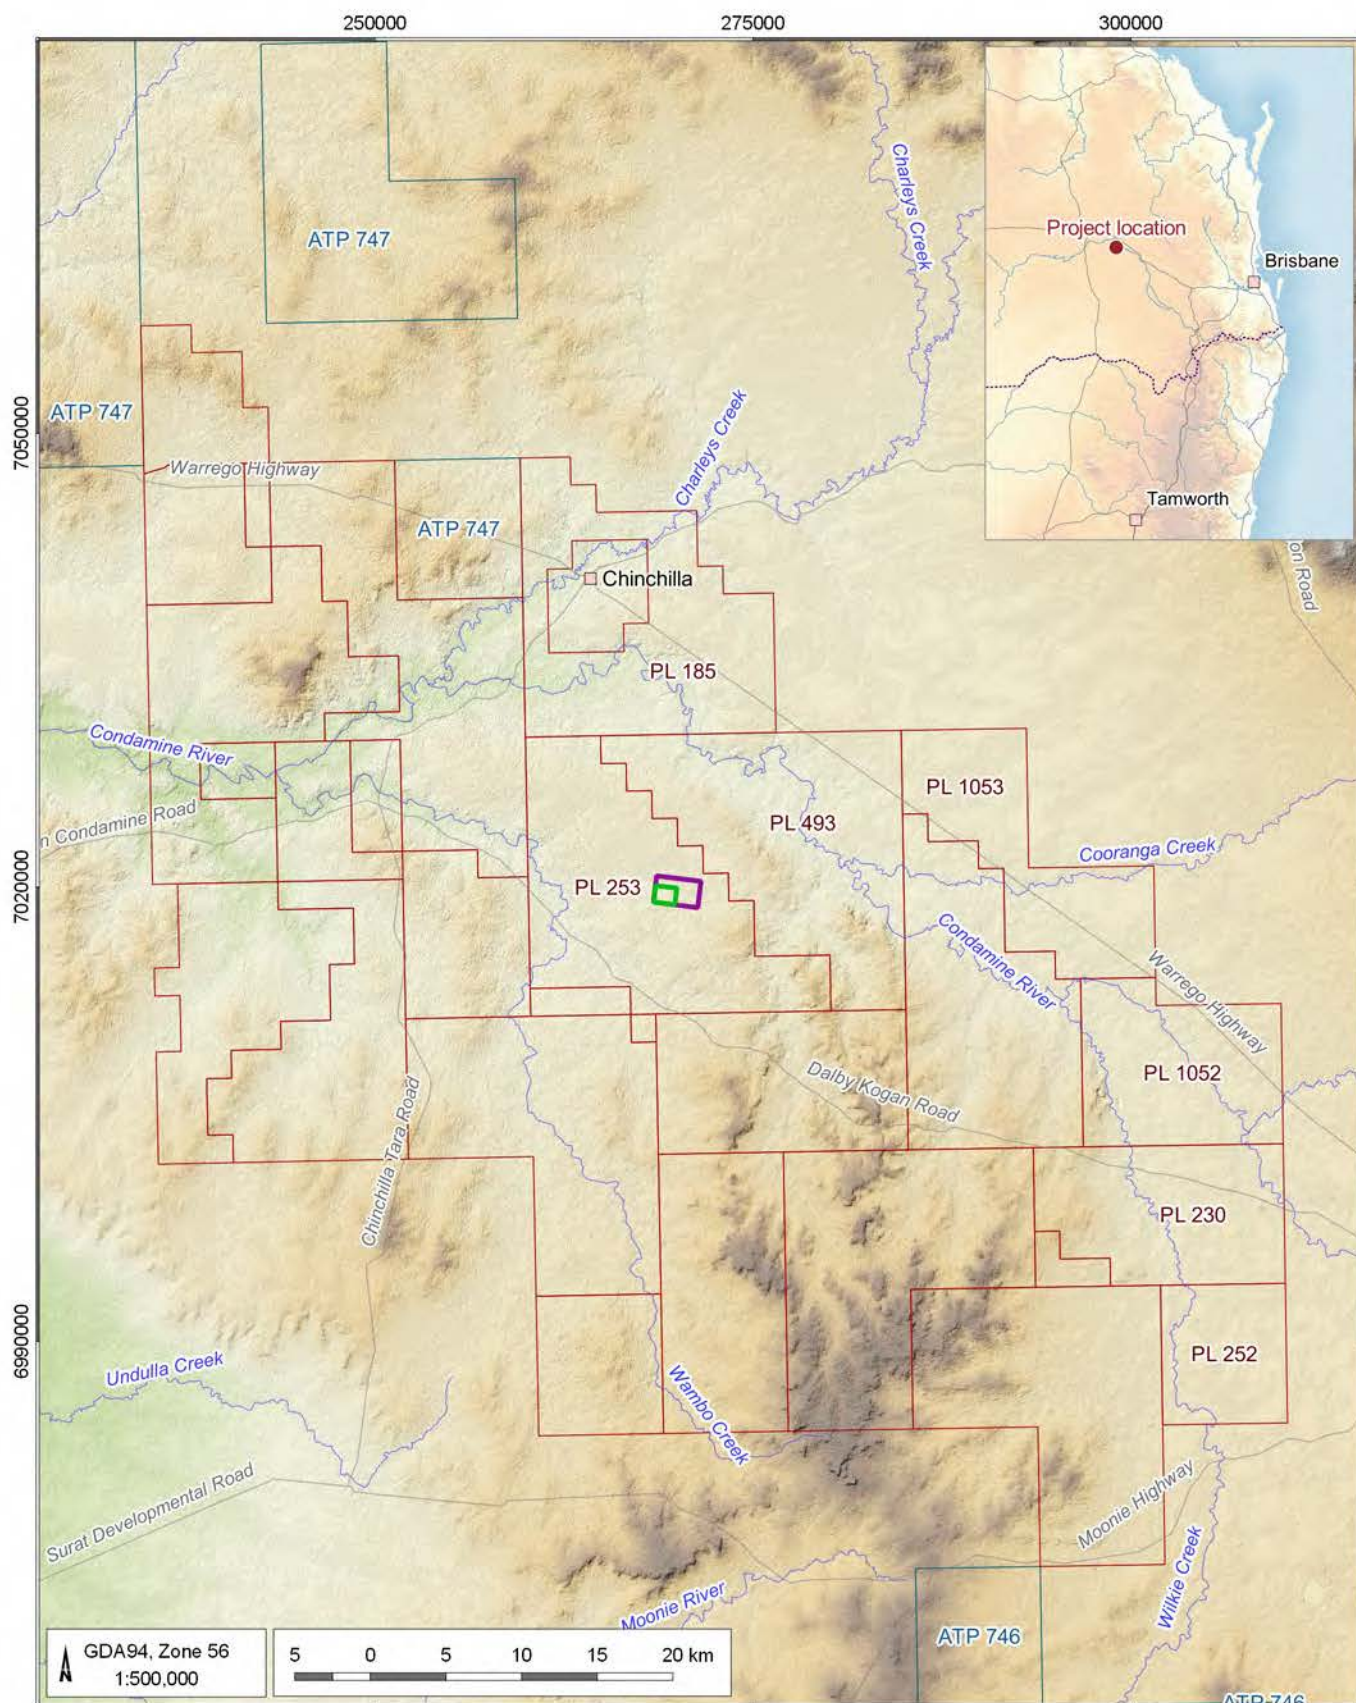 250000
275000
300000
7050000
7020000
6990000
Charleys Creek
Project location
Brisbane
Tamworth
ATP 747
ATP 747
Warrego Highway
ATP 747
Charleys Creek
Chinchilla
on Road
PL 185
Condamine River
n Condamine Road
PL 1053
PL 493
Cooranga Creek
PL 253
Condamine River
Warrego Highway
PL 1052
Dalby Kogan Road
Chinchilla Tara Road
PL 230
PL 252
Undulla Creek
Wambo Creek
Surat Developmental Road
Moonie Highway
Wilkie Creek
Moonie River
ATP 746
ATP 746
GDA94, Zone 56
1:500,000
N
5 0 5 10 15 20 km